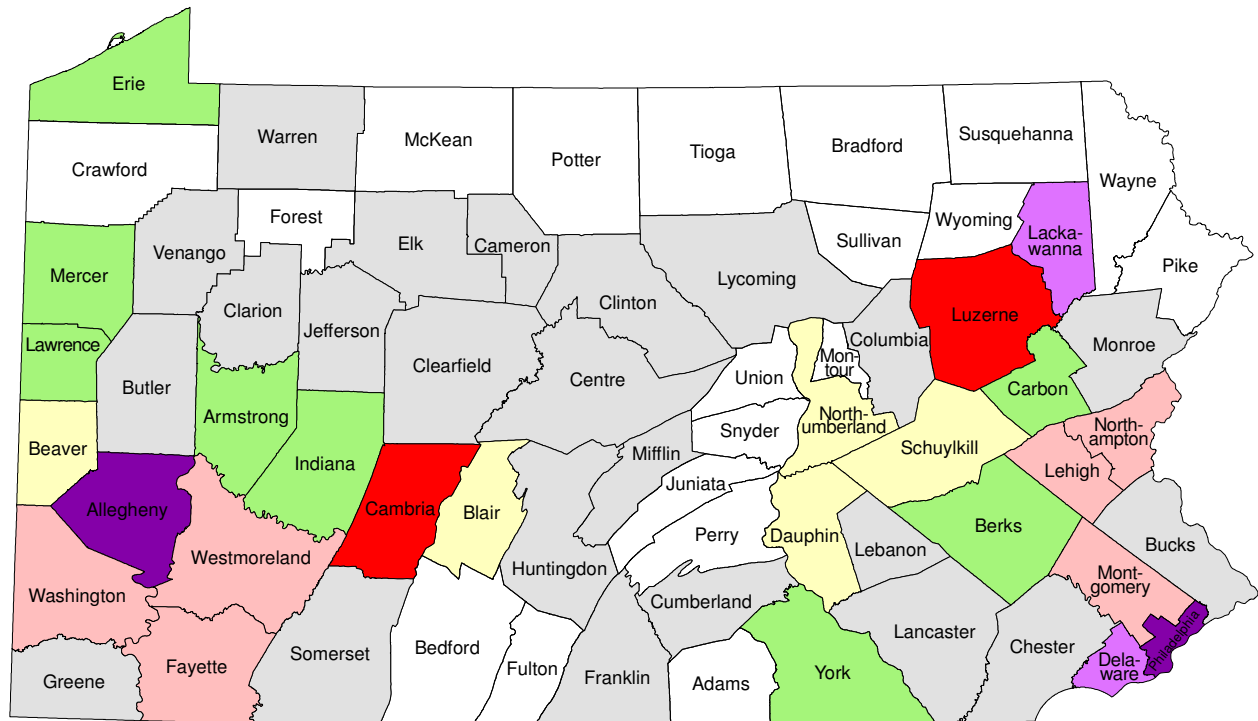 Erie
Warren
McKean
Potter
Tioga
Bradford
Susquehanna
Wayne
Crawford
Forest
Elk
Cameron
Venango
Mercer
Clarion
Jefferson
Clinton
Lycoming
Sullivan
Wyoming
Lacka-
wanna
Pike
Lawrence
Butler
Armstrong
Clearfield
Centre
Union
Mon-
tour
Columbia
Luzerne
Carbon
Monroe
Beaver
Indiana
Snyder
North-
umberland
Schuylkill
North-
ampton
Lehigh
Allegheny
Cambria
Blair
Mifflin
Juniata
Perry
Dauphin
Lebanon
Berks
Bucks
Washington
Westmoreland
Huntingdon
Cumberland
Mont-
gomery
Greene
Fayette
Somerset
Bedford
Fulton
Franklin
Adams
York
Lancaster
Chester
Dela-
ware
Philadelphia